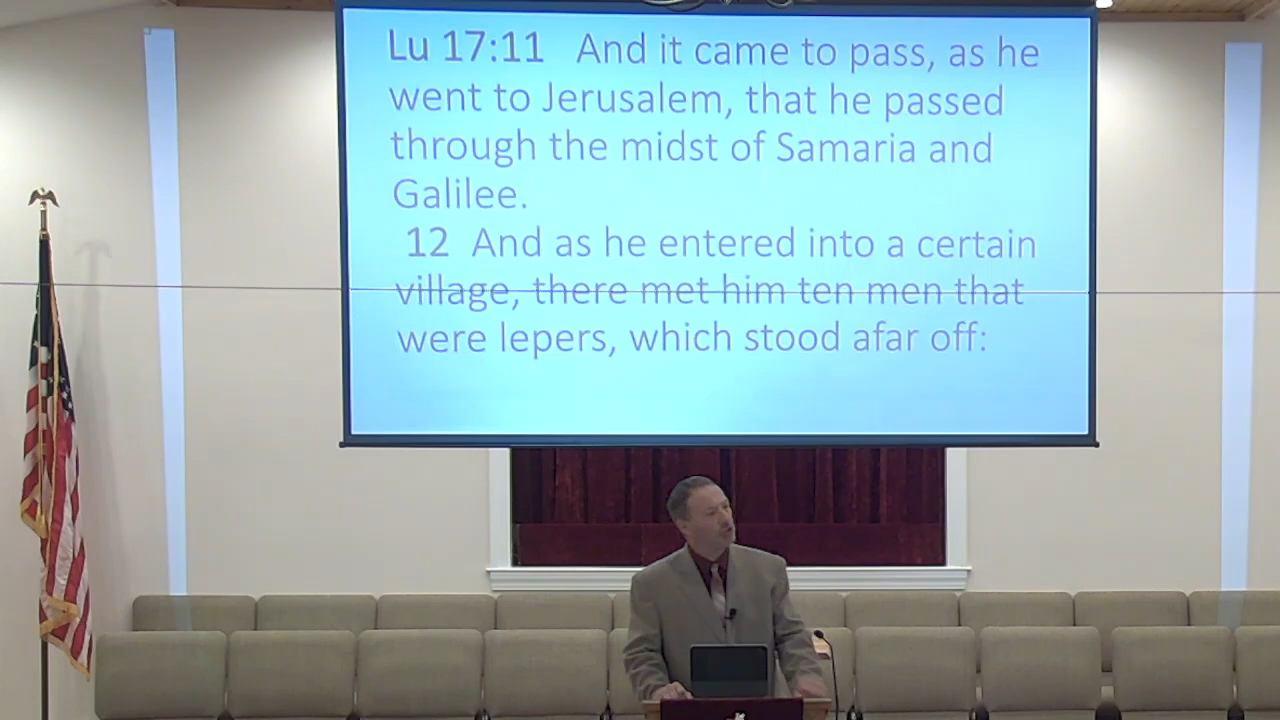 Lu 17:11 And it came to pass, as he
went to Jerusalem, that he passed
through the midst of Samaria and
Galilee.
12 And as he entered into a certain
village, there met him ten men that
were lepers, which stood afar off: